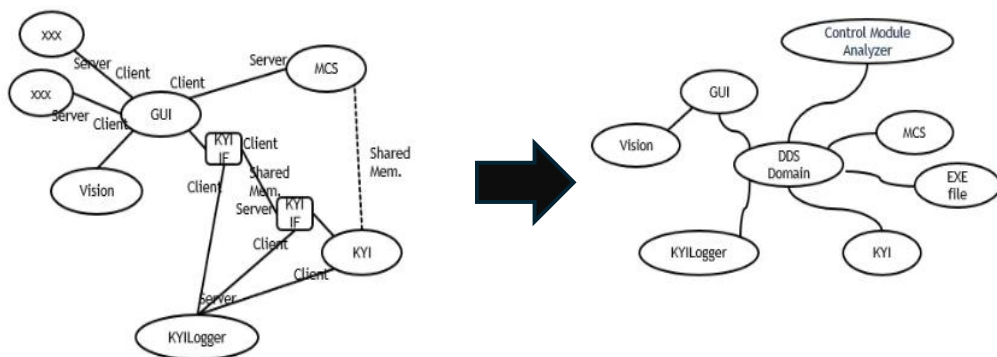 xxx
Server
Client
xxx
Server
Client
Client
Server
MCS
GUI
KYI
IF
Client
Client
Shared
Mem.
Server
KYI
IF
Client
Shared
Mem.
Vision
KYI
Client
Server
KYILogger
Control Module
Analyzer
GUI
Vision
DDS
Domain
MCS
EXE
file
KYILogger
KYI